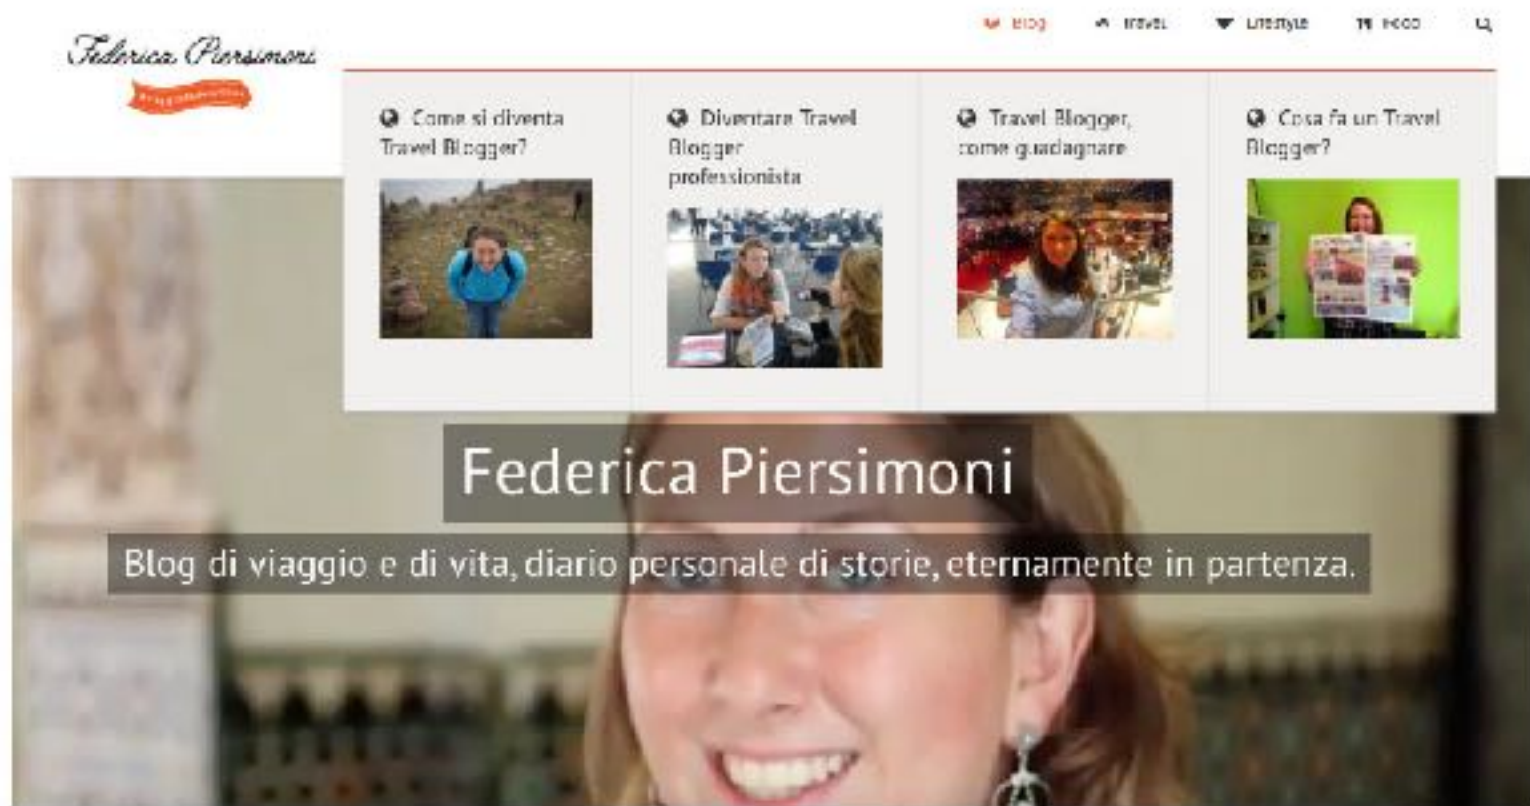 Federica Piersimoni
Blog
Travel
Lifestyle
Food
Come si diventa
Travel Blogger?
Diventare Travel
Blogger
professionista
Travel Blogger,
come guadagnare
Cosa fa un Travel
Blogger?
Federica Piersimoni
Blog di viaggio e di vita, diario personale di storie, eternamente in partenza.